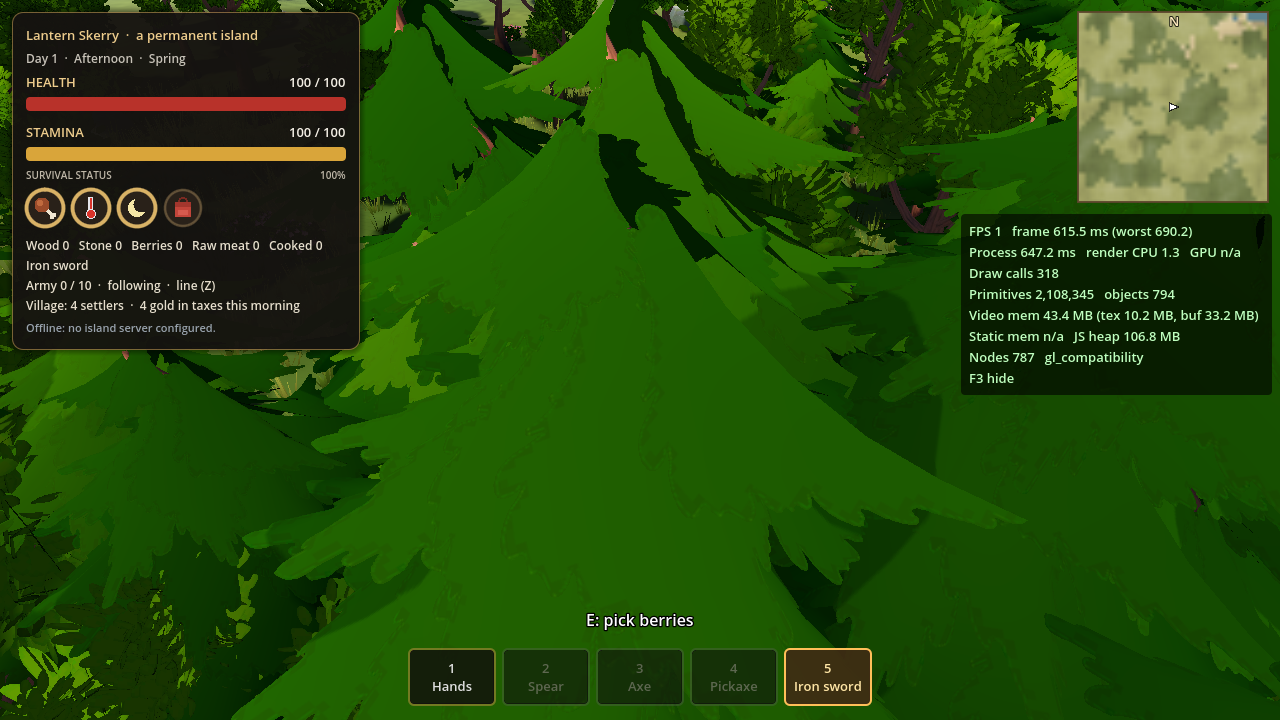 Lantern Skerry · a permanent island
Day 1 · Afternoon · Spring
HEALTH 100 / 100
STAMINA 100 / 100
SURVIVAL STATUS 100%
Wood 0 Stone 0 Berries 0 Raw meat 0 Cooked 0
Iron sword
Army 0 / 10 · following · line (Z)
Village: 4 settlers · 4 gold in taxes this morning
Offline: no island server configured.
N
FPS 1 frame 615.5 ms (worst 690.2)
Process 647.2 ms render CPU 1.3 GPU n/a
Draw calls 318
Primitives 2,108,345 objects 794
Video mem 43.4 MB (tex 10.2 MB, buf 33.2 MB)
Static mem n/a JS heap 106.8 MB
Nodes 787 gl_compatibility
F3 hide
E: pick berries
1 2 3 4 5
Hands Spear Axe Pickaxe Iron sword